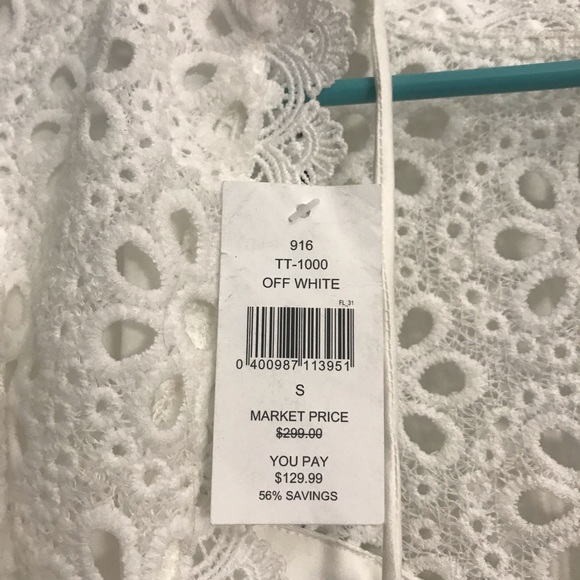 916
TT-1000
OFF WHITE
FL_31
0 400987 113951
S
MARKET PRICE
$299.00
YOU PAY
$129.99
56% SAVINGS